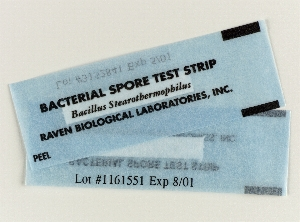 BACTERIAL SPORE TEST STRIP
Bacillus Stearothermophilus
RAVEN BIOLOGICAL LABORATORIES, INC.
PEEL
Lot #1161551 Exp 8/01